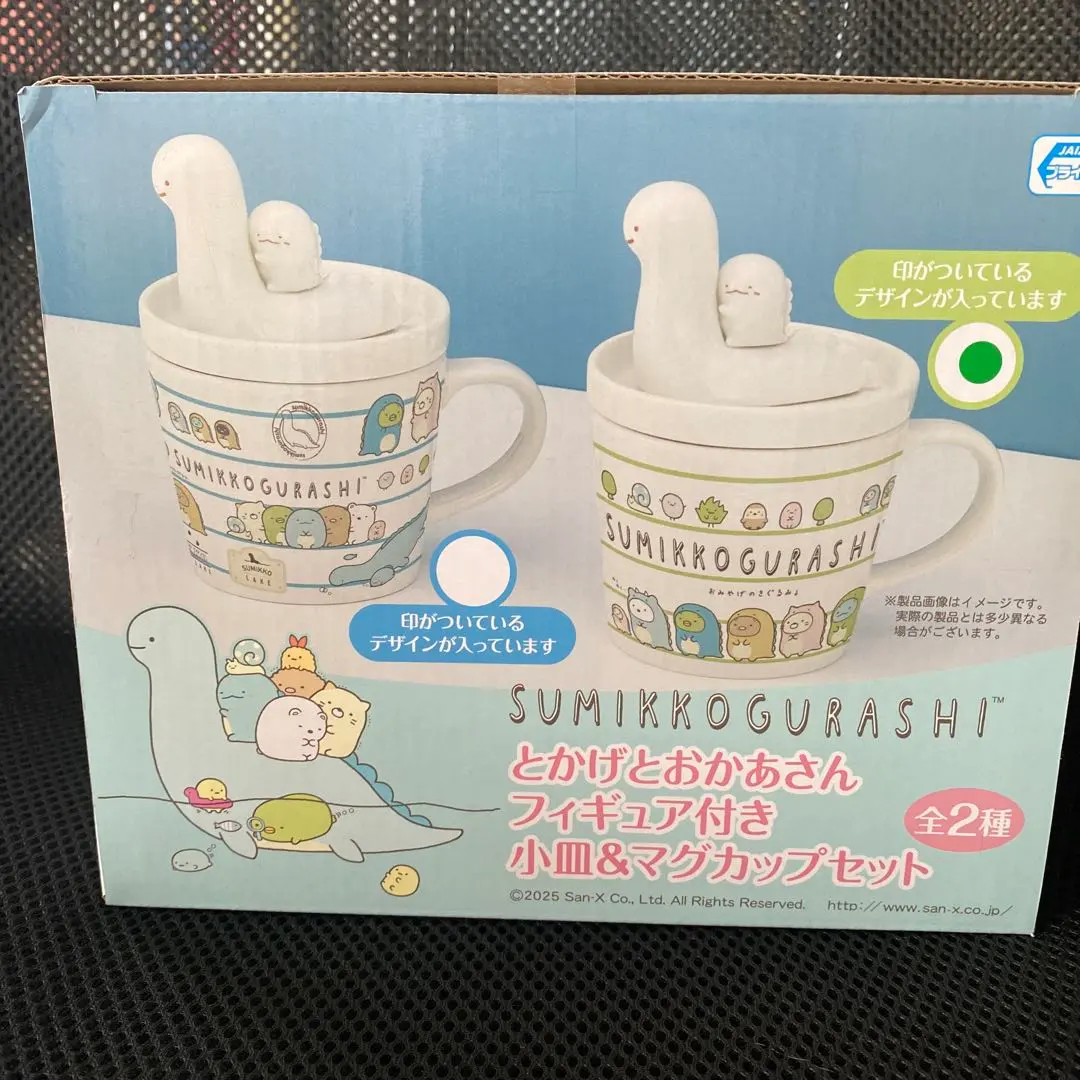 印がついている
デザインが入っています
SUMIKKOGURASHI™
SUMIKKO
LAKE
印がついている
デザインが入っています
SUMIKKOGURASHI
おみやげのきぐるみ♪
※製品画像はイメージです。
実際の製品とは多少異なる
場合がございます。
SUMIKKOGURASHI™
とかげとおかあさん
フィギュア付き
小皿&マグカップセット
全2種
©2025 San-X Co., Ltd. All Rights Reserved.
http://www.san-x.co.jp/